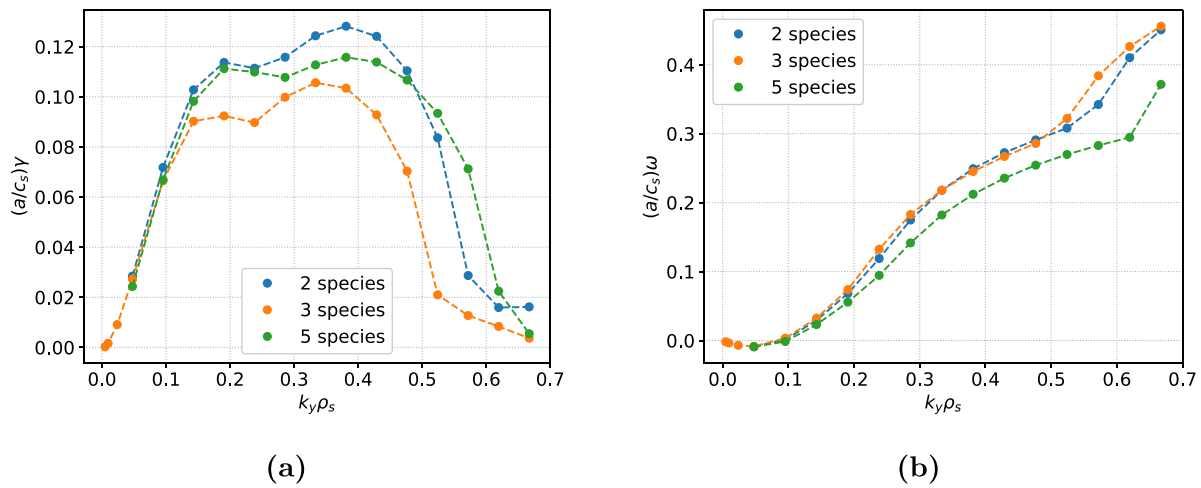 0.12
0.10
0.08
0.06
0.04
0.02
0.00
(a/c_s)γ
2 species
3 species
5 species
0.0 0.1 0.2 0.3 0.4 0.5 0.6 0.7
k_yρ_s
(a)
0.4
0.3
0.2
0.1
0.0
(a/c_s)ω
2 species
3 species
5 species
0.0 0.1 0.2 0.3 0.4 0.5 0.6 0.7
k_yρ_s
(b)